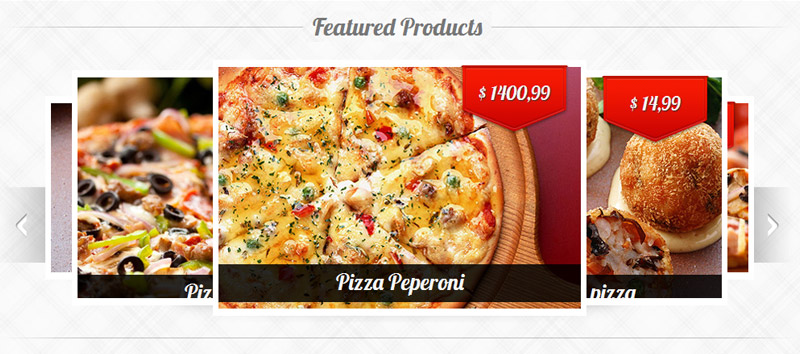 Featured Products
$ 1400,99
$ 14,99
Pizza Peperoni
pizza